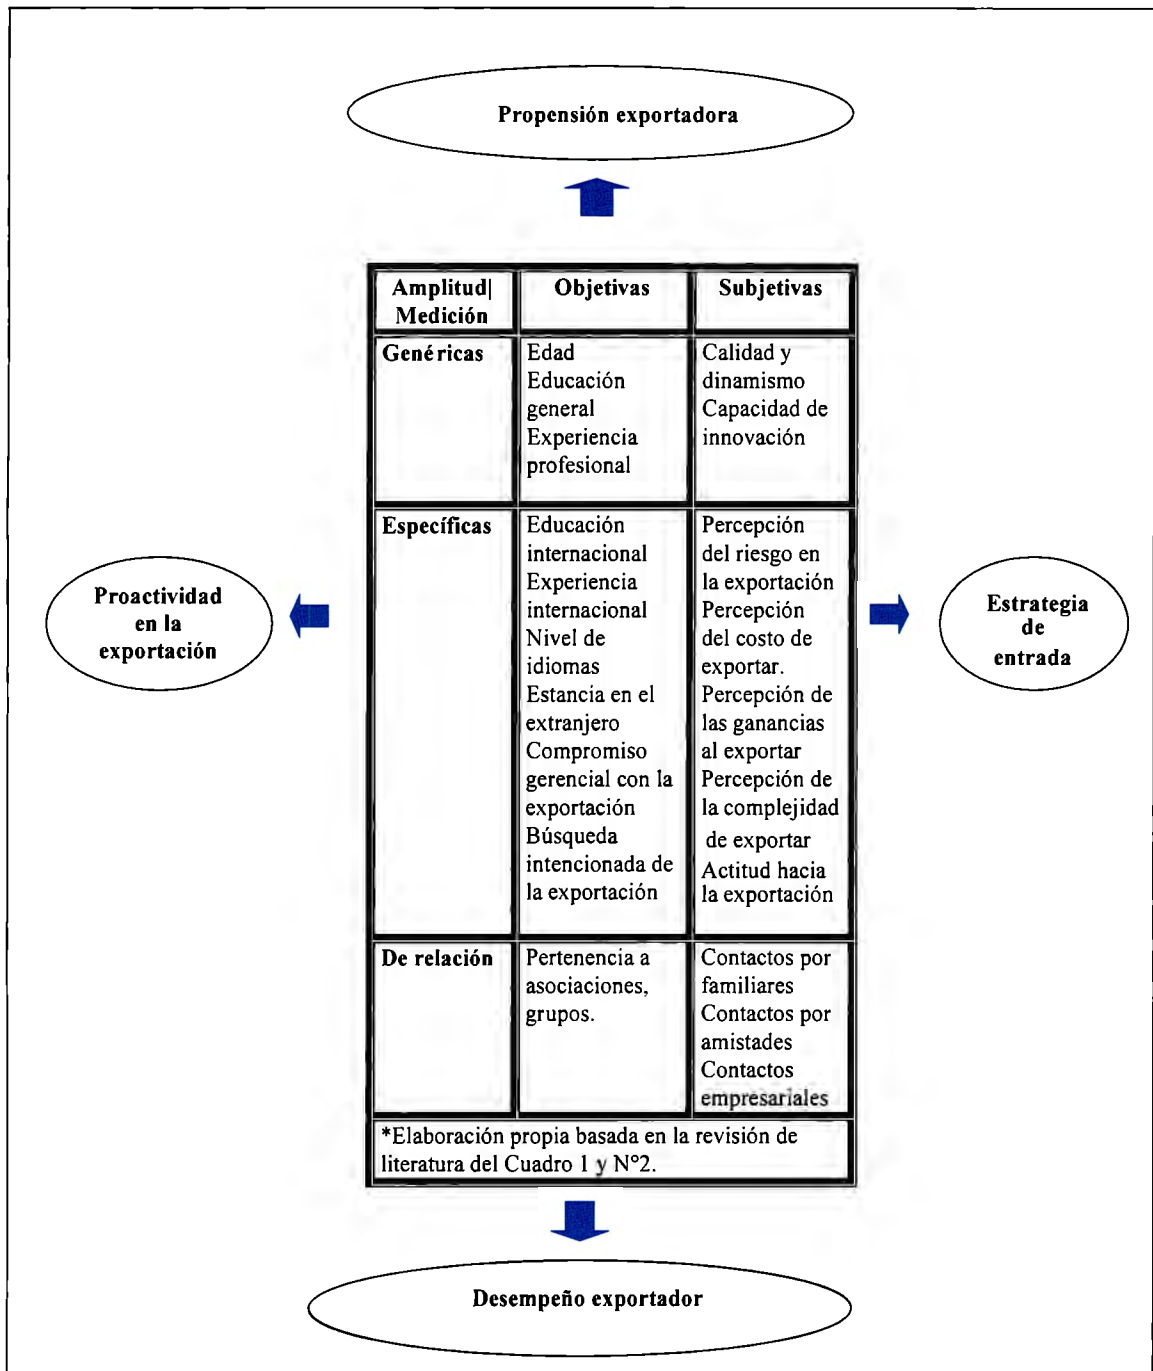 Propensión exportadora
Amplitud|
Medición
Objetivas
Subjetivas
Genéricas
Edad
Educación
general
Experiencia
profesional
Calidad y
dinamismo
Capacidad de
innovación
Específicas
Educación
internacional
Experiencia
internacional
Nivel de
idiomas
Estancia en el
extranjero
Compromiso
gerencial con la
exportación
Búsqueda
intencionada de
la exportación
Percepción
del riesgo en
la exportación
Percepción
del costo de
exportar.
Percepción de
las ganancias
al exportar
Percepción de
la complejidad
de exportar
Actitud hacia
la exportación
Proactividad
en la
exportación
Estrategia
de
entrada
De relación
Pertenencia a
asociaciones,
grupos.
Contactos por
familiares
Contactos por
amistades
Contactos
empresariales
*Elaboración propia basada en la revisión de
literatura del Cuadro 1 y N°2.
Desempeño exportador